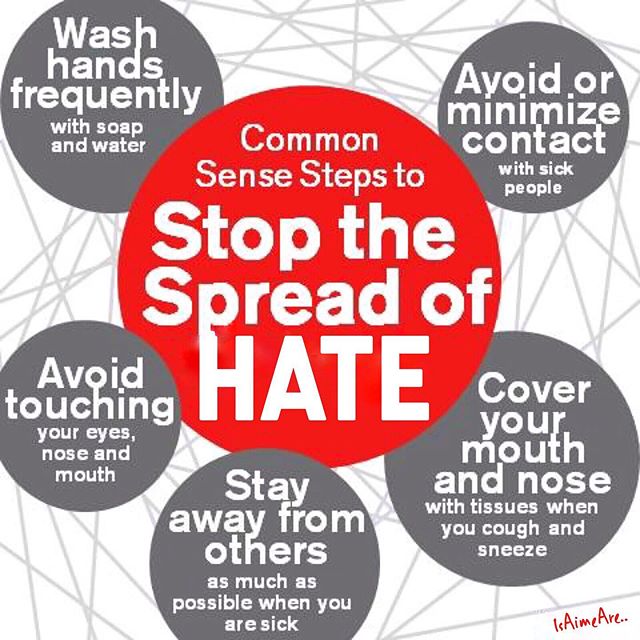 Wash
hands
frequently
with soap
and water
Avoid or
minimize
contact
with sick
people
Common
Sense Steps to
Stop the
Spread of
HATE
Avoid
touching
your eyes,
nose and
mouth
Cover
your
mouth
and nose
with tissues when
you cough and
sneeze
Stay
away from
others
as much as
possible when you
are sick
IsAimeAre..